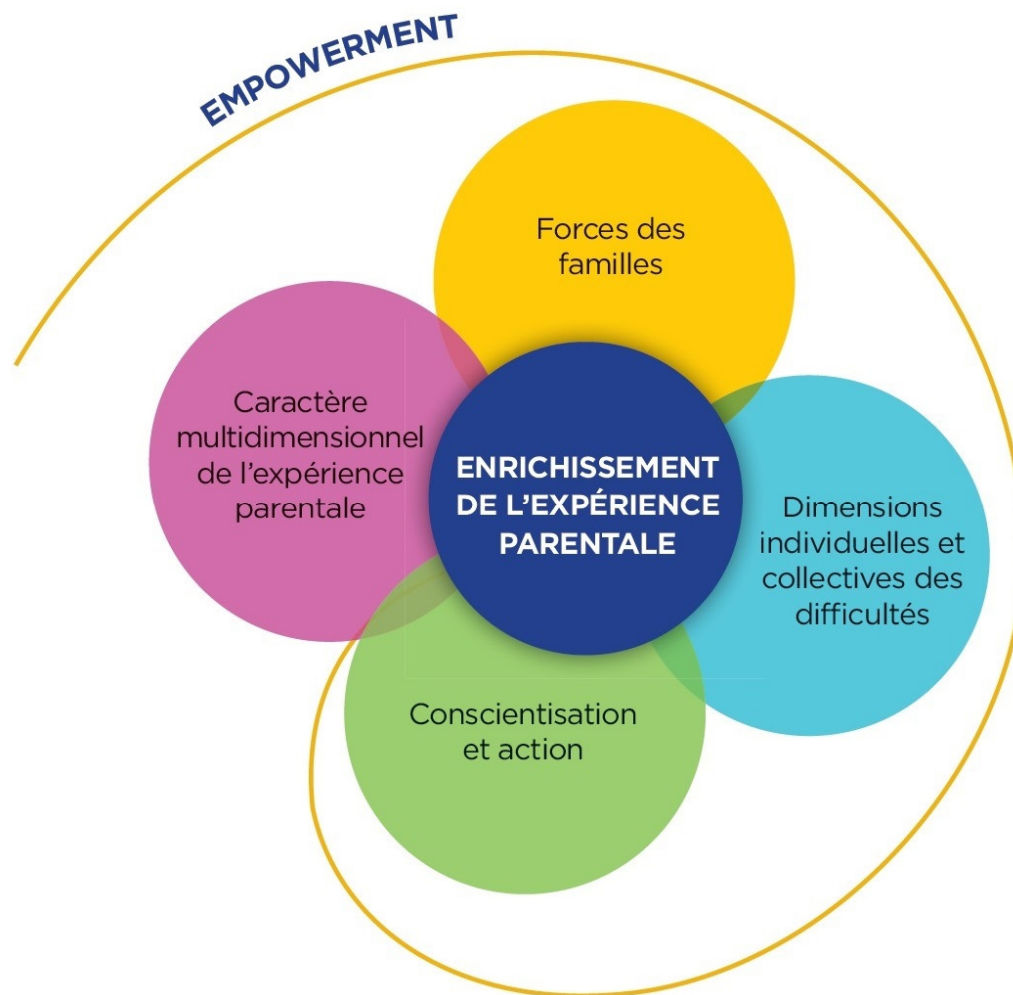 EMPOWERMENT
Forces des
familles
Caractère
multidimensionnel
de l’expérience
parentale
ENRICHISSEMENT
DE L’EXPÉRIENCE
PARENTALE
Dimensions
individuelles et
collectives des
difficultés
Conscientisation
et action